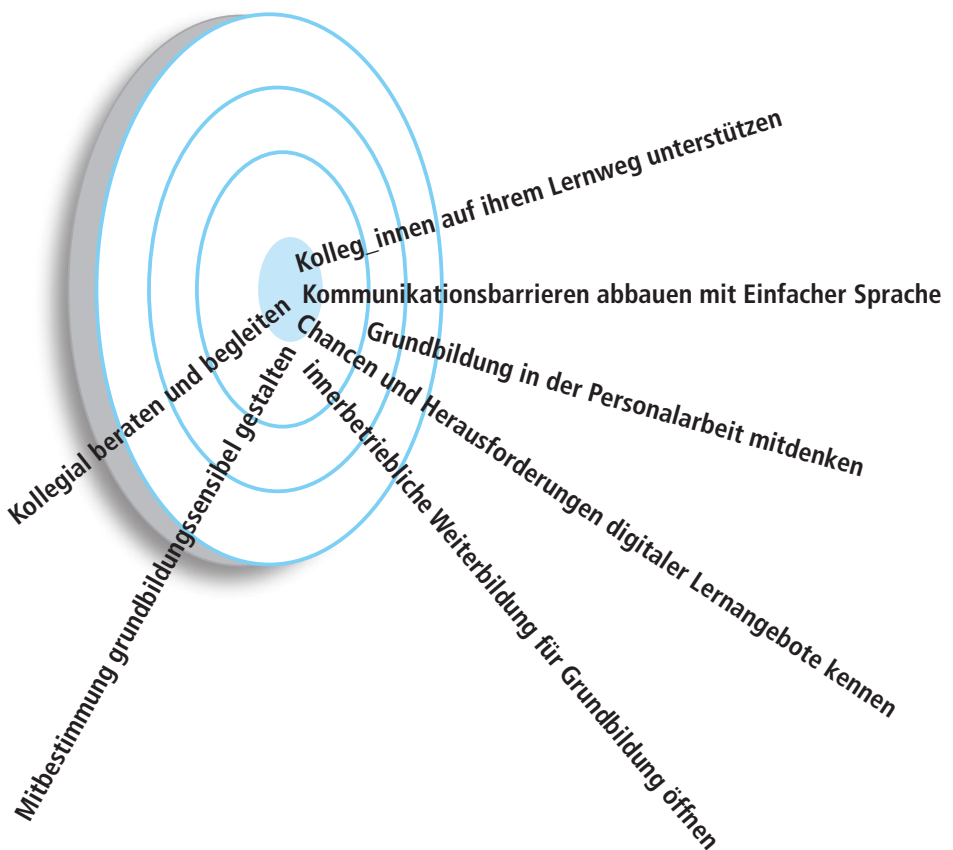 Kolleg_innen auf ihrem Lernweg unterstützen
Kommunikationsbarrieren abbauen mit Einfacher Sprache
Grundbildung in der Personalarbeit mitdenken
Chancen und Herausforderungen digitaler Lernangebote kennen
innerbetriebliche Weiterbildung für Grundbildung öffnen
Mitbestimmung grundbildungssensibel gestalten
Kollegial beraten und begleiten